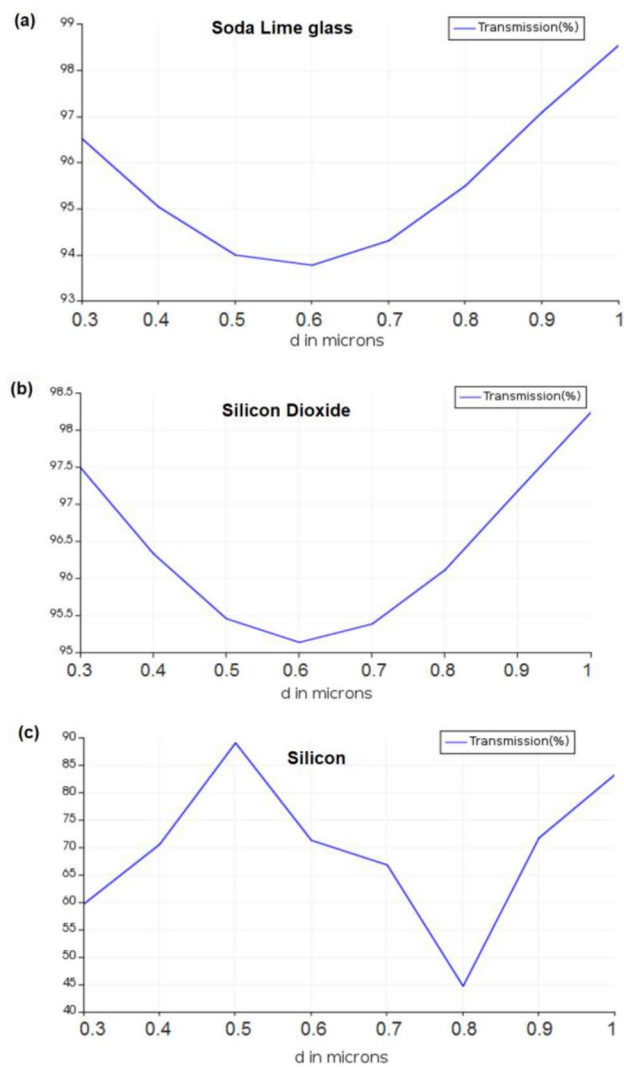 (a)
Soda Lime glass
Transmission(%)
99
98
97
96
95
94
93
0.3 0.4 0.5 0.6 0.7 0.8 0.9 1
d in microns
(b)
Silicon Dioxide
Transmission(%)
98.5
98
97.5
97
96.5
96
95.5
95
0.3 0.4 0.5 0.6 0.7 0.8 0.9 1
d in microns
(c)
Silicon
Transmission(%)
90
85
80
75
70
65
60
55
50
45
40
0.3 0.4 0.5 0.6 0.7 0.8 0.9 1
d in microns